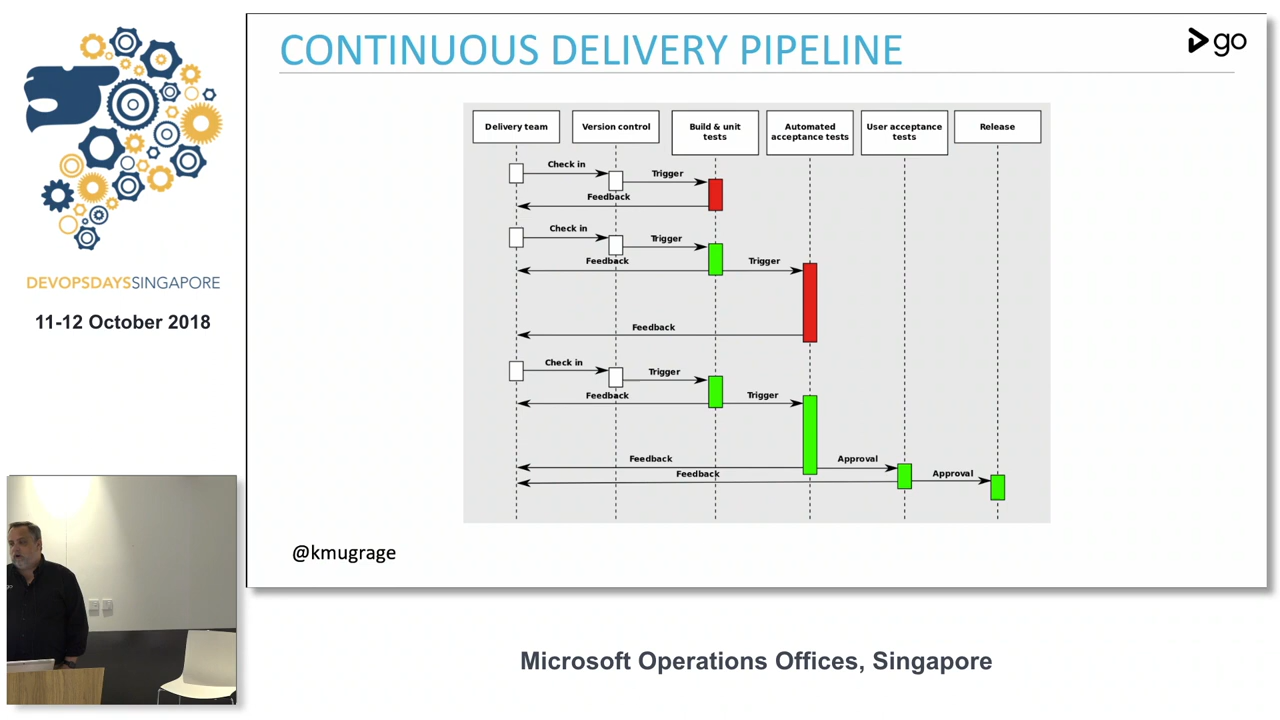 CONTINUOUS DELIVERY PIPELINE
go
Delivery team
Version control
Build & unit
tests
Automated
acceptance tests
User acceptance
tests
Release
Check in
Trigger
Feedback
Check in
Trigger
Feedback
Trigger
Feedback
Check in
Trigger
Feedback
Trigger
Feedback
Approval
Feedback
Approval
@kmugrage
DEVOPSDAYSSINGAPORE
11-12 October 2018
Microsoft Operations Offices, Singapore